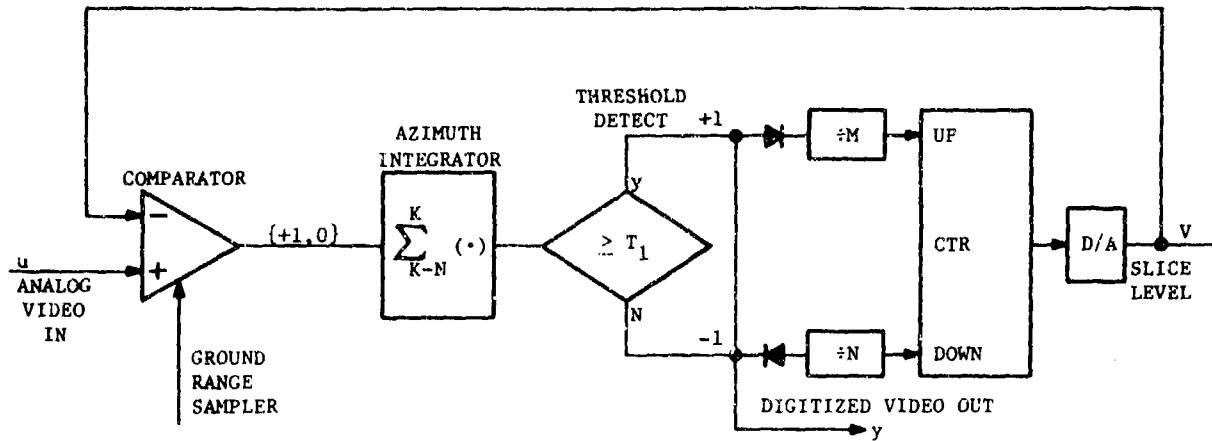 THRESHOLD
DETECT
+1
÷M
UP
AZIMUTH
INTEGRATOR
COMPARATOR
y
−
{+1,0}
K
∑ (·)
K-N
≥ T1
CTR
D/A
V
SLICE
LEVEL
u
+
ANALOG
VIDEO
IN
N
-1
÷N
DOWN
GROUND
RANGE
SAMPLER
DIGITIZED VIDEO OUT
y